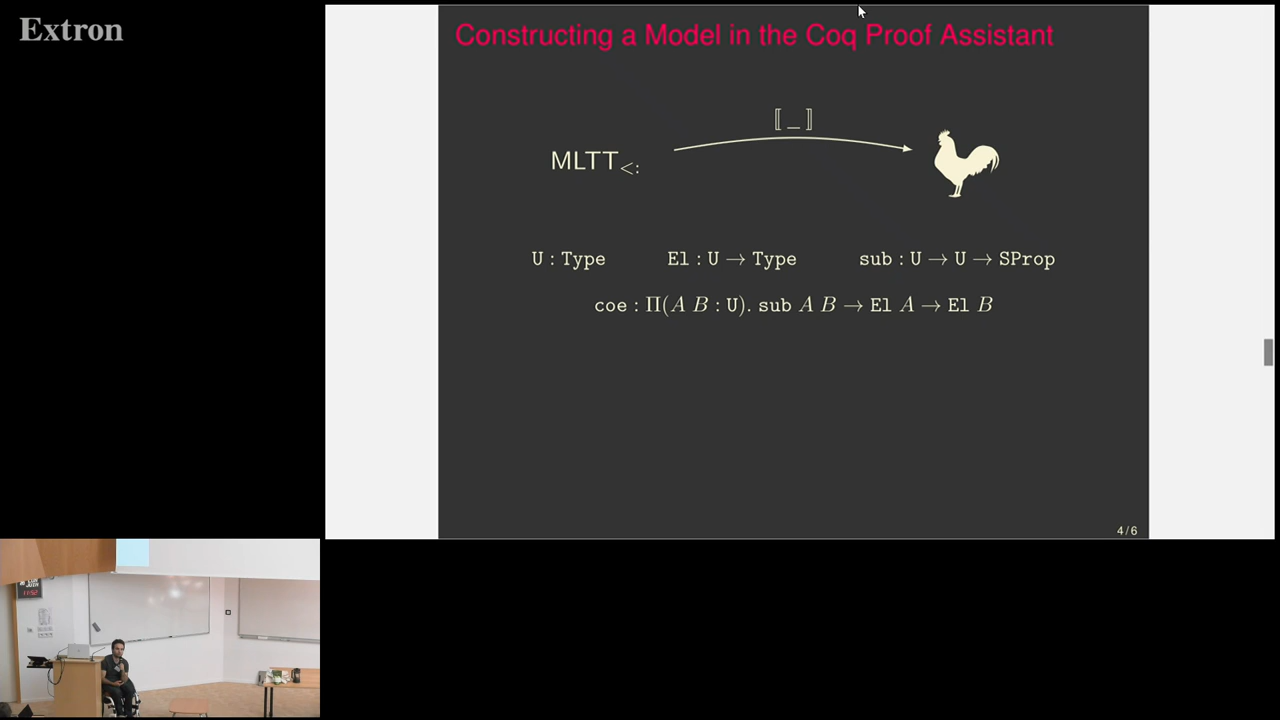 Extron
Constructing a Model in the Coq Proof Assistant
⟦ _ ⟧
MLTT<:
U : Type El : U → Type sub : U → U → SProp
coe : Π(A B : U). sub A B → El A → El B
4/6